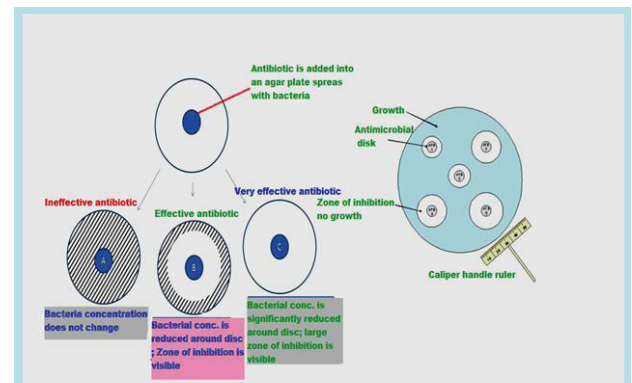 Antibiotic is added into
an agar plate spreas
with bacteria
Ineffective antibiotic
Effective antibiotic
Very effective antibiotic
A
B
C
Bacteria concentration
does not change
Bacterial conc. is
reduced around disc
; Zone of inhibition is
visible
Bacterial conc. is
significantly reduced
around disc; large
zone of inhibition is
visible
Growth
Antimicrobial
disk
Zone of inhibition
no growth
Caliper handle ruler